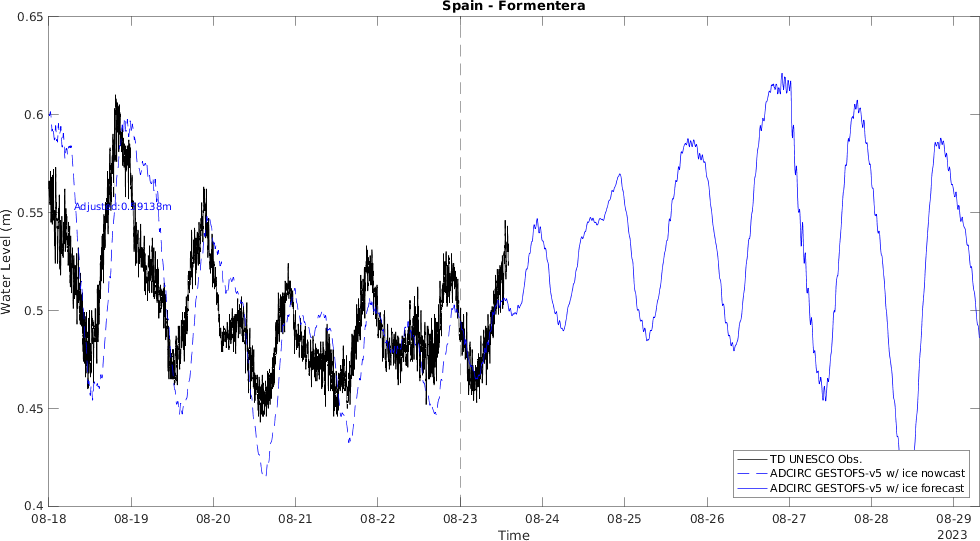 Spain - Formentera
0.65
0.6
0.55
0.5
0.45
0.4
Water Level (m)
Adjusted:0.49138m
TD UNESCO Obs.
ADCIRC GESTOFS-v5 w/ ice nowcast
ADCIRC GESTOFS-v5 w/ ice forecast
08-18 08-19 08-20 08-21 08-22 08-23 08-24 08-25 08-26 08-27 08-28 08-29
Time
2023